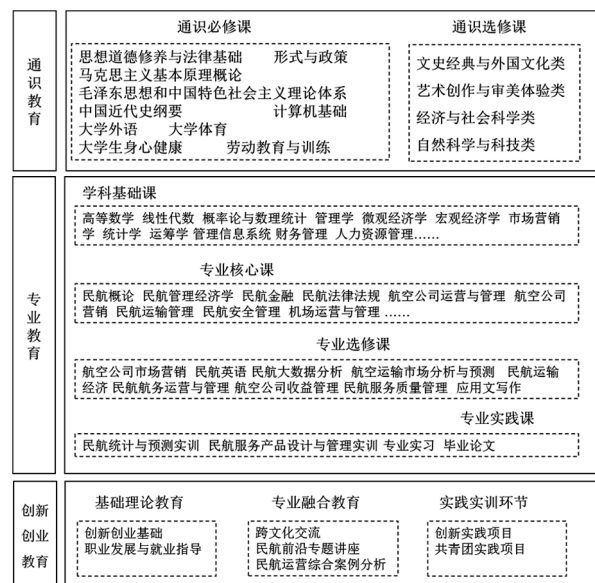 通识教育
通识必修课
思想道德修养与法律基础 形式与政策
马克思主义基本原理概论
毛泽东思想和中国特色社会主义理论体系
中国近代史纲要 计算机基础
大学外语 大学体育
大学生身心健康 劳动教育与训练
通识选修课
文史经典与外国文化类
艺术创作与审美体验类
经济与社会科学类
自然科学与科技类
专业教育
学科基础课
高等数学 线性代数 概率论与数理统计 管理学 微观经济学 宏观经济学 市场营销
学 统计学 运筹学 管理信息系统 财务管理 人力资源管理……
专业核心课
民航概论 民航管理经济学 民航金融 民航法律法规 航空公司运营与管理 航空公司
营销 民航运输管理 民航安全管理 机场运营与管理 ……
专业选修课
航空公司市场营销 民航英语 民航大数据分析 航空运输市场分析与预测 民航运输
经济 民航航务运营与管理 航空公司收益管理 民航服务质量管理 应用文写作
专业实践课
民航统计与预测实训 民航服务产品设计与管理实训 专业实习 毕业论文
创新
创业
教育
基础理论教育
创新创业基础
职业发展与就业指导
专业融合教育
跨文化交流
民航前沿专题讲座
民航运营综合案例分析
实践实训环节
创新实践项目
共青团实践项目